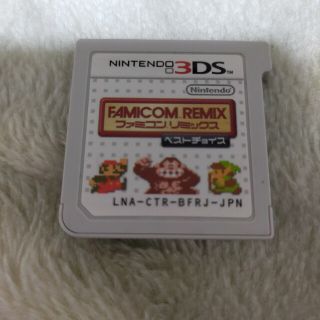 NINTENDO 3DS™
Nintendo
FAMICOM REMIX
ファミコン リミックス
ベストチョイス
LNA-CTR-BFRJ-JPN